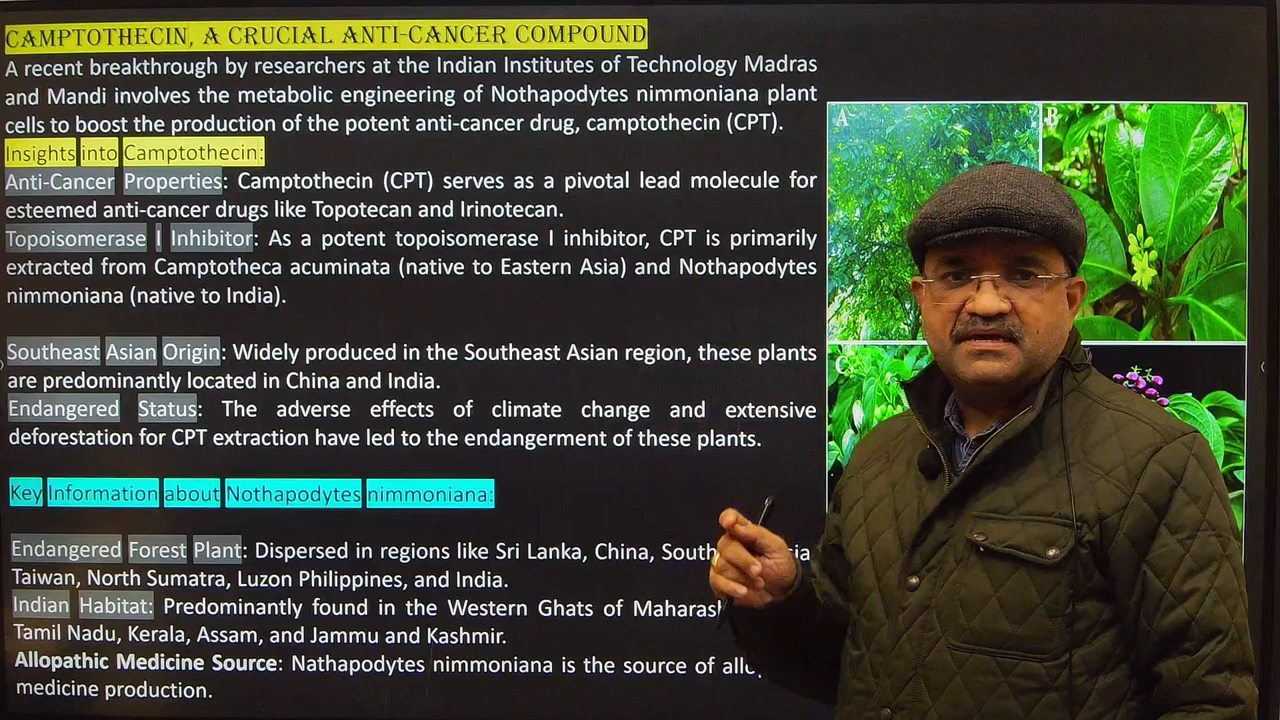 CAMPTOTHECIN, A CRUCIAL ANTI-CANCER COMPOUND
A recent breakthrough by researchers at the Indian Institutes of Technology Madras
and Mandi involves the metabolic engineering of Nothapodytes nimmoniana plant
cells to boost the production of the potent anti-cancer drug, camptothecin (CPT).
Insights into Camptothecin:
Anti-Cancer Properties: Camptothecin (CPT) serves as a pivotal lead molecule for
esteemed anti-cancer drugs like Topotecan and Irinotecan.
Topoisomerase I Inhibitor: As a potent topoisomerase I inhibitor, CPT is primarily
extracted from Camptotheca acuminata (native to Eastern Asia) and Nothapodytes
nimmoniana (native to India).
Southeast Asian Origin: Widely produced in the Southeast Asian region, these plants
are predominantly located in China and India.
Endangered Status: The adverse effects of climate change and extensive
deforestation for CPT extraction have led to the endangerment of these plants.
Key Information about Nothapodytes nimmoniana:
Endangered Forest Plant: Dispersed in regions like Sri Lanka, China,
Taiwan, North Sumatra, Luzon Philippines, and India.
Indian Habitat: Predominantly found in the Western Ghats of
Tamil Nadu, Kerala, Assam, and Jammu and Kashmir.
Allopathic Medicine Source: Nathapodytes nimmoniana is the source of
medicine production.
A
B
C